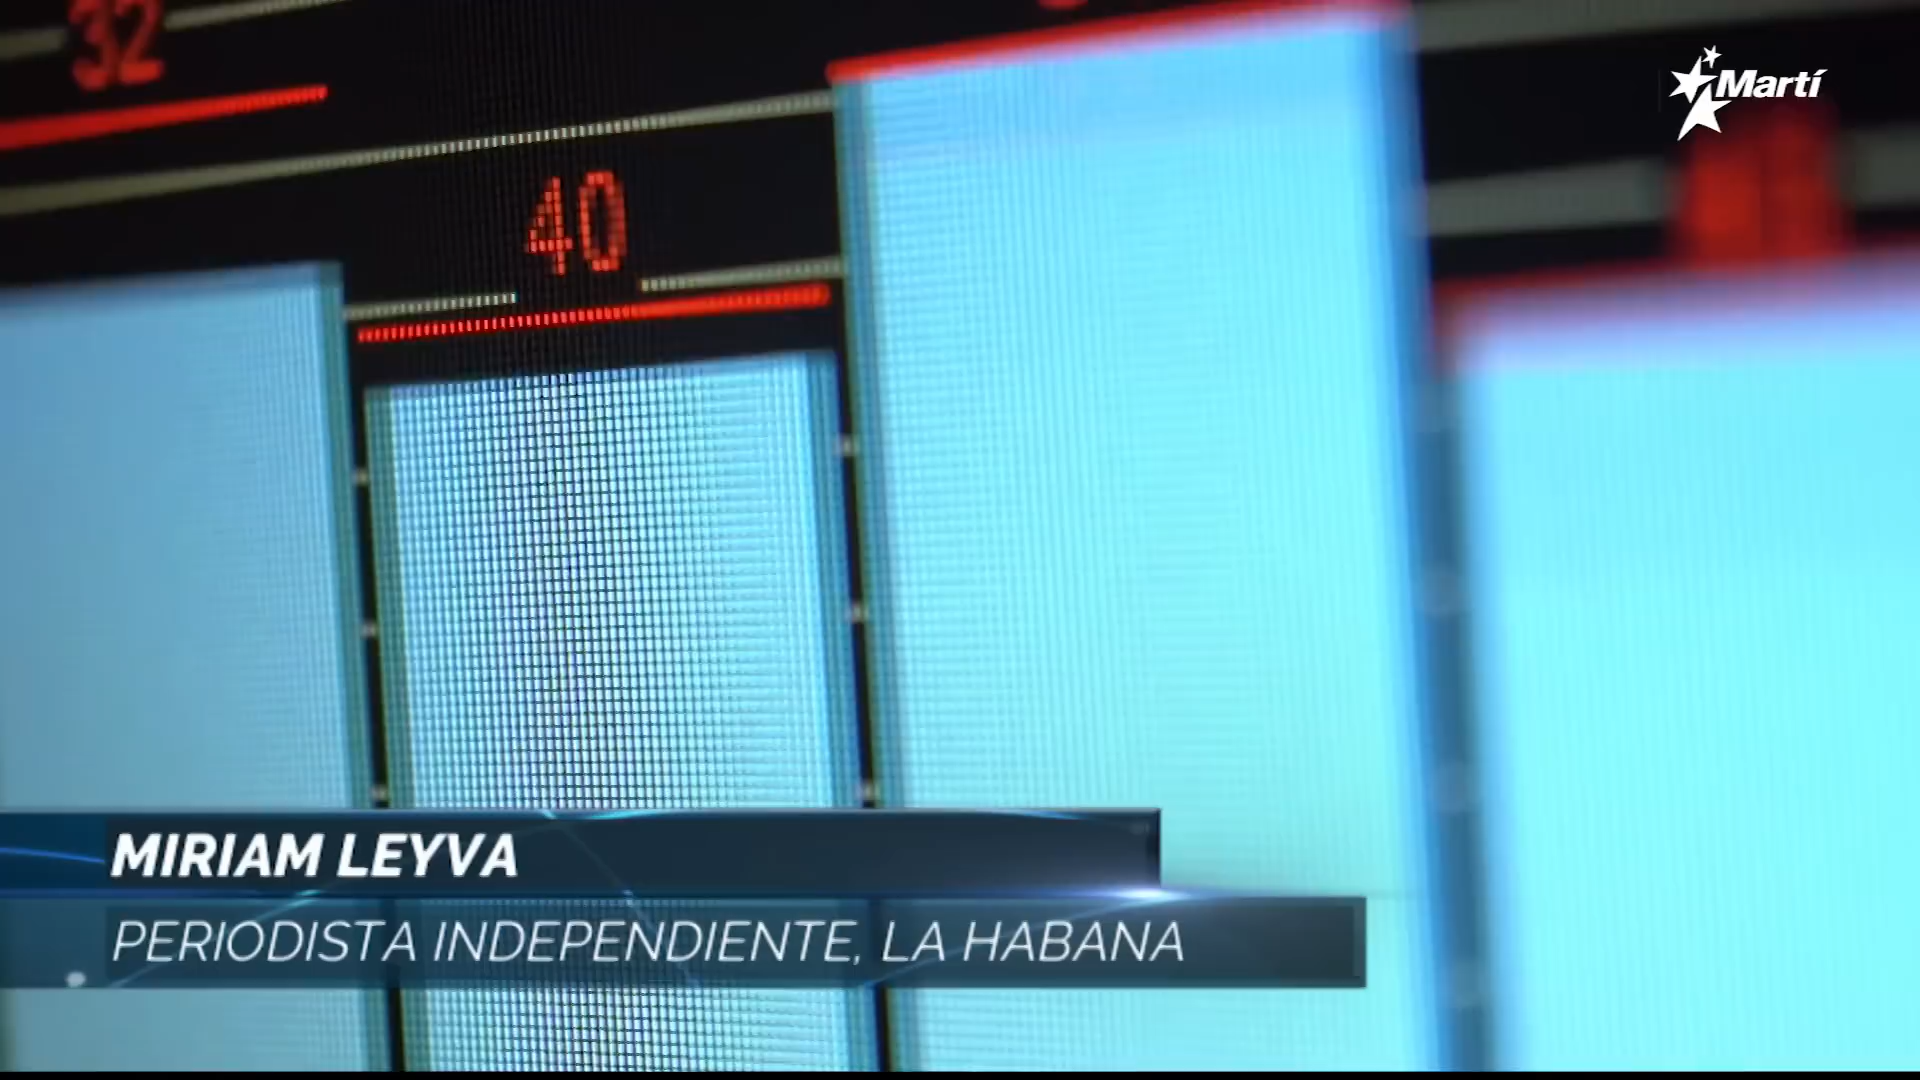 32
Martí
40
MIRIAM LEYVA
PERIODISTA INDEPENDIENTE, LA HABANA